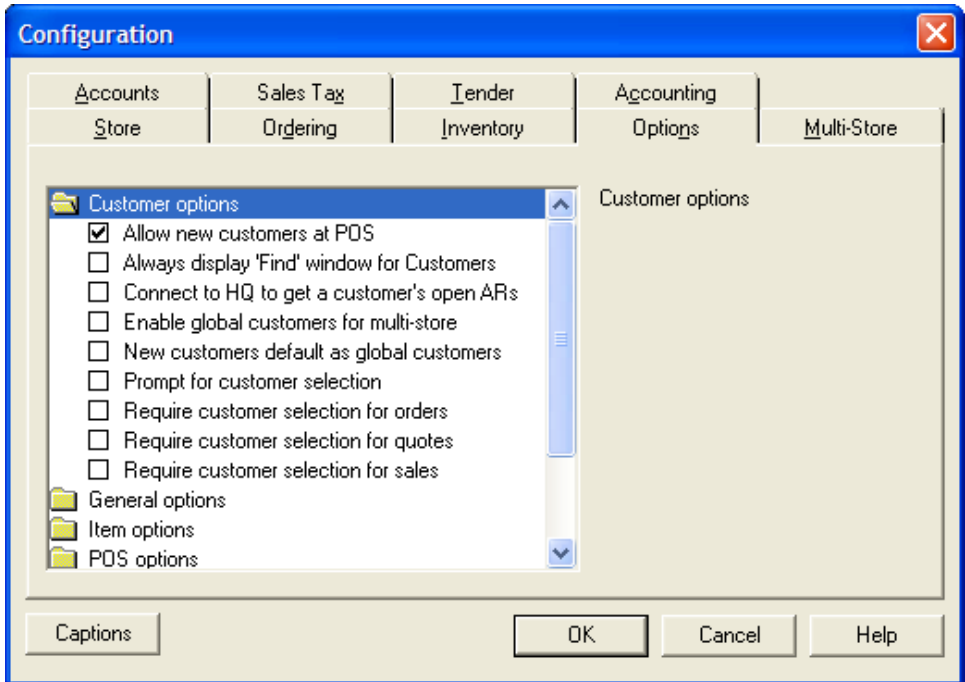 Configuration
Accounts Sales Tax Tender Accounting
Store Ordering Inventory Options Multi-Store
Customer options Customer options
Allow new customers at POS
Always display 'Find' window for Customers
Connect to HQ to get a customer's open ARs
Enable global customers for multi-store
New customers default as global customers
Prompt for customer selection
Require customer selection for orders
Require customer selection for quotes
Require customer selection for sales
General options
Item options
POS options
Captions OK Cancel Help